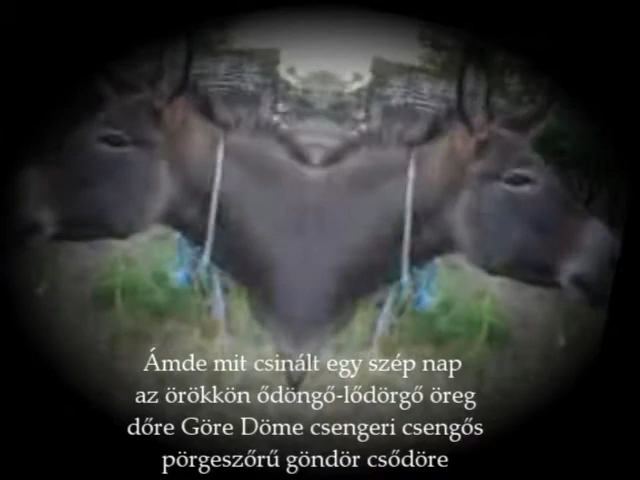 Ámde mit csinált egy szép nap
az örökkön ődöngő-lődörgő öreg
dőre Göre Döme csengeri csengős
pörgeszőrű göndör csődöre